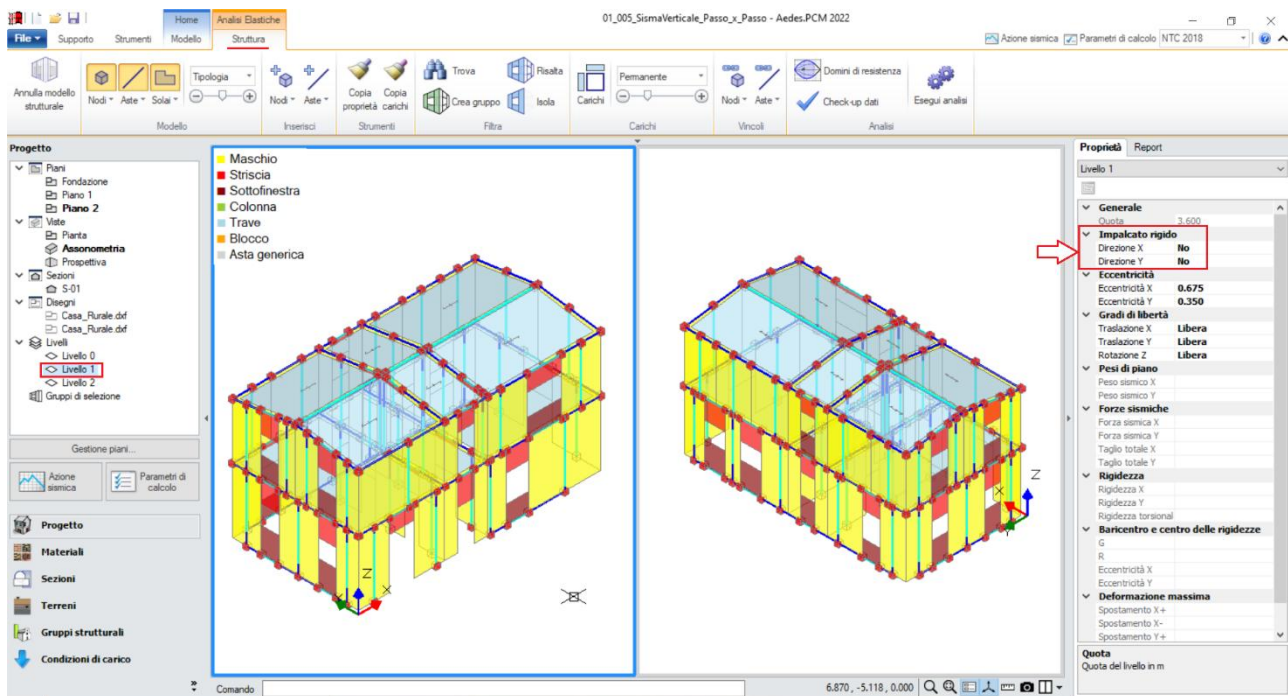 Home
Analisi Elastiche
01_005_SismaVerticale_Passo_x_Passo - Aedes.PCM 2022
File
Supporto
Strumenti
Modello
Struttura
Azione sismica
Parametri di calcolo
NTC 2018
Annulla modello
strutturale
Nodi
Aste
Solai
Tipologia
Modello
Nodi
Aste
Inserisci
Copia
proprietà
Copia
carichi
Strumenti
Trova
Crea gruppo
Risalta
Isola
Filtra
Carichi
Permanente
Carichi
Nodi
Aste
Vincoli
Domini di resistenza
Check-up dati
Esegui analisi
Analisi
Progetto
Piani
Fondazione
Piano 1
Piano 2
Viste
Pianta
Assonometria
Prospettiva
Sezioni
S-01
Disegni
Casa_Rurale.dxf
Casa_Rurale.dxf
Livelli
Livello 0
Livello 1
Livello 2
Gruppi di selezione
Gestione piani...
Azione
sismica
Parametri di
calcolo
Progetto
Materiali
Sezioni
Terreni
Gruppi strutturali
Condizioni di carico
Maschio
Striscia
Sottofinestra
Colonna
Trave
Blocco
Asta generica
Z
X
Z
X
Y
Comando
6.870 , -5.118 , 0.000
Proprietà
Report
Livello 1
Generale
Quota 3.600
Impalcato rigido
Direzione X No
Direzione Y No
Eccentricità
Eccentricità X 0.675
Eccentricità Y 0.350
Gradi di libertà
Traslazione X Libera
Traslazione Y Libera
Rotazione Z Libera
Pesi di piano
Peso sismico X
Peso sismico Y
Forze sismiche
Forza sismica X
Forza sismica Y
Taglio totale X
Taglio totale Y
Rigidezza
Rigidezza X
Rigidezza Y
Rigidezza torsional
Baricentro e centro delle rigidezze
G
R
Eccentricità X
Eccentricità Y
Deformazione massima
Spostamento X+
Spostamento X-
Spostamento Y+
Quota
Quota del livello in m